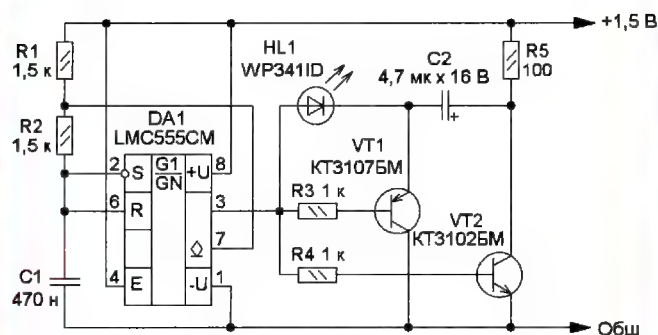 +1,5 В
R1
1,5 к
R2
1,5 к
C1
470 н
DA1
LMC555CM
2
S
G1
GN
+U
8
6
R
3
7
4
E
-U
1
HL1
WP341ID
C2
4,7 мк x 16 В
+
R5
100
VT1
КТ3107БМ
R3 1 к
R4 1 к
VT2
КТ3102БМ
Общ